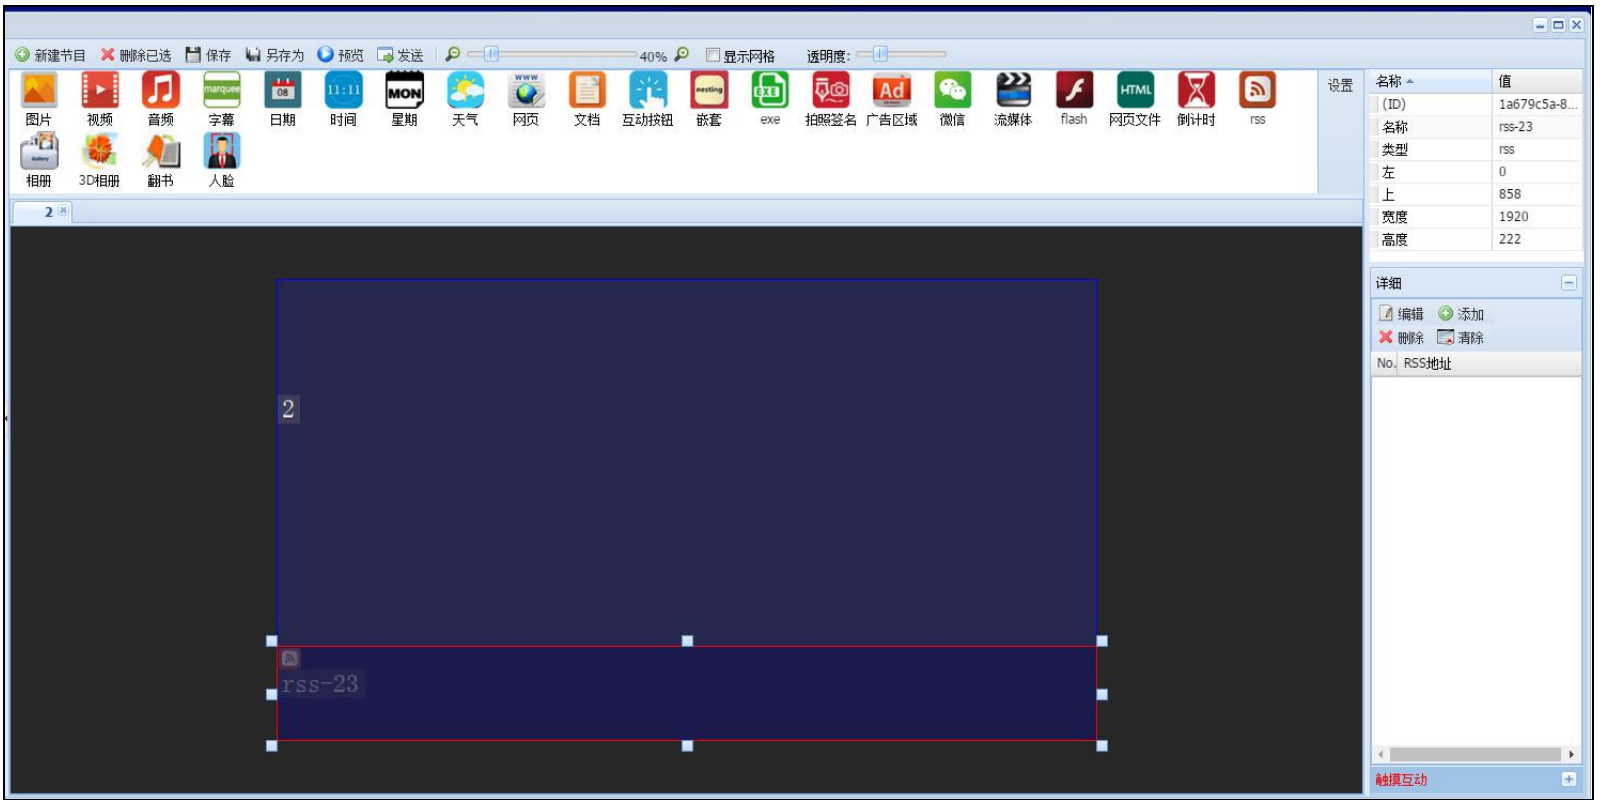 新建节目 删除已选 保存 另存为 预览 发送 40% 显示网格 透明度:
marquee 08 11:11 MON WWW nesting EXE Ad HTML
图片 视频 音频 字幕 日期 时间 星期 天气 网页 文档 互动按钮 嵌套 exe 拍照签名 广告区域 微信 流媒体 flash 网页文件 倒计时 rss
Gallery
相册 3D相册 翻书 人脸
设置
2
2
rss-23
名称 值
(ID) 1a679c5a-8...
名称 rss-23
类型 rss
左 0
上 858
宽度 1920
高度 222
详细
编辑 添加
删除 清除
No. RSS地址
触摸互动